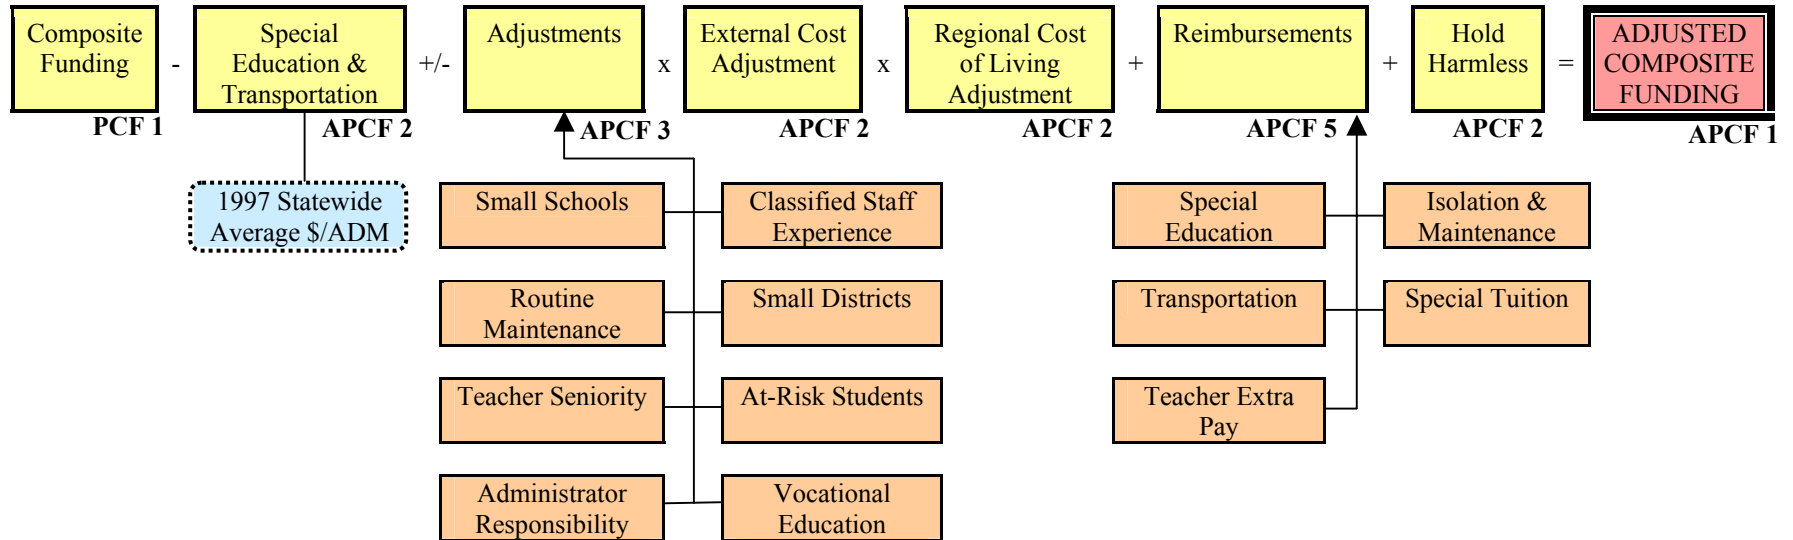 Composite
Funding
-
Special
Education &
Transportation
+/-
Adjustments
x
External Cost
Adjustment
x
Regional Cost
of Living
Adjustment
+
Reimbursements
+
Hold
Harmless
=
ADJUSTED
COMPOSITE
FUNDING
PCF 1
APCF 2
APCF 3
APCF 2
APCF 2
APCF 5
APCF 2
APCF 1
1997 Statewide
Average $/ADM
Small Schools
Classified Staff
Experience
Routine
Maintenance
Small Districts
Teacher Seniority
At-Risk Students
Administrator
Responsibility
Vocational
Education
Special
Education
Isolation &
Maintenance
Transportation
Special Tuition
Teacher Extra
Pay